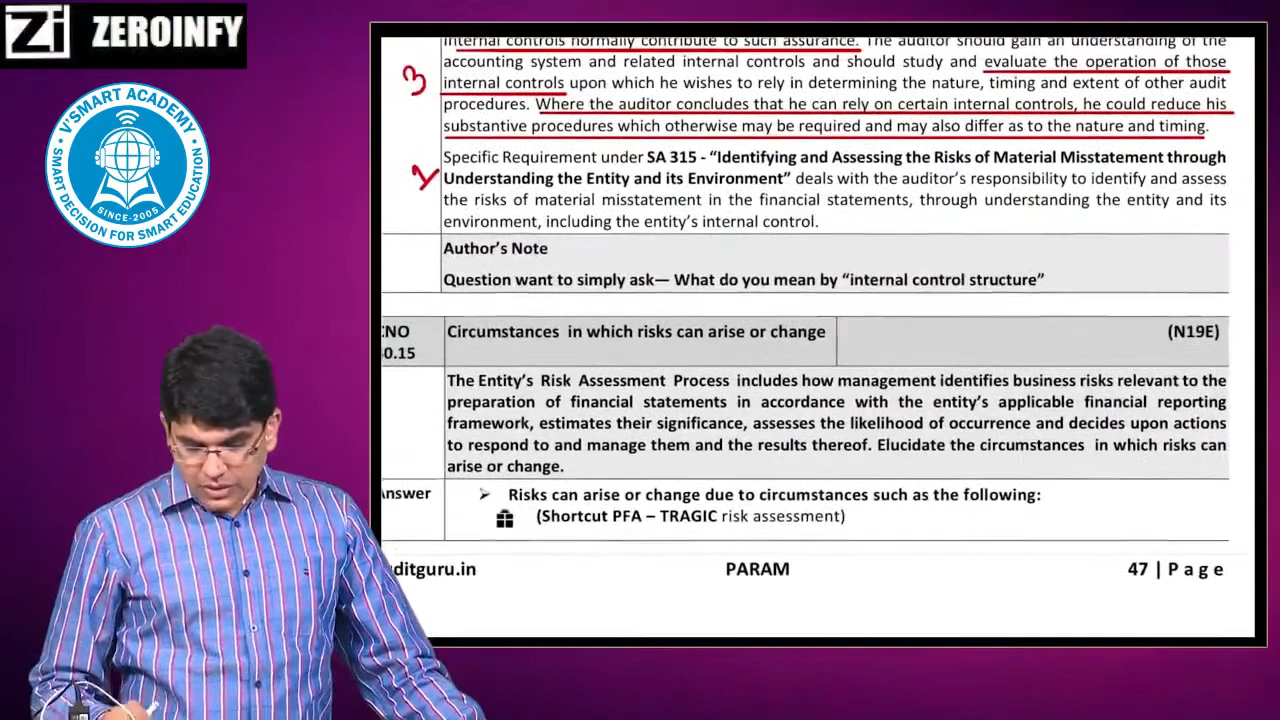 Zi ZEROINFY
V'SMART ACADEMY
SINCE-2005
SMART DECISION FOR SMART EDUCATION
internal controls normally contribute to such assurance. The auditor should gain an understanding of the
accounting system and related internal controls and should study and evaluate the operation of those
internal controls upon which he wishes to rely in determining the nature, timing and extent of other audit
procedures. Where the auditor concludes that he can rely on certain internal controls, he could reduce his
substantive procedures which otherwise may be required and may also differ as to the nature and timing.
3
Specific Requirement under SA 315 - “Identifying and Assessing the Risks of Material Misstatement through
Understanding the Entity and its Environment” deals with the auditor’s responsibility to identify and assess
the risks of material misstatement in the financial statements, through understanding the entity and its
environment, including the entity’s internal control.
Author’s Note
Question want to simply ask— What do you mean by “internal control structure”
NO Circumstances in which risks can arise or change (N19E)
0.15
The Entity’s Risk Assessment Process includes how management identifies business risks relevant to the
preparation of financial statements in accordance with the entity’s applicable financial reporting
framework, estimates their significance, assesses the likelihood of occurrence and decides upon actions
to respond to and manage them and the results thereof. Elucidate the circumstances in which risks can
arise or change.
Answer ➢ Risks can arise or change due to circumstances such as the following:
(Shortcut PFA – TRAGIC risk assessment)
ditguru.in PARAM 47 | P a g e